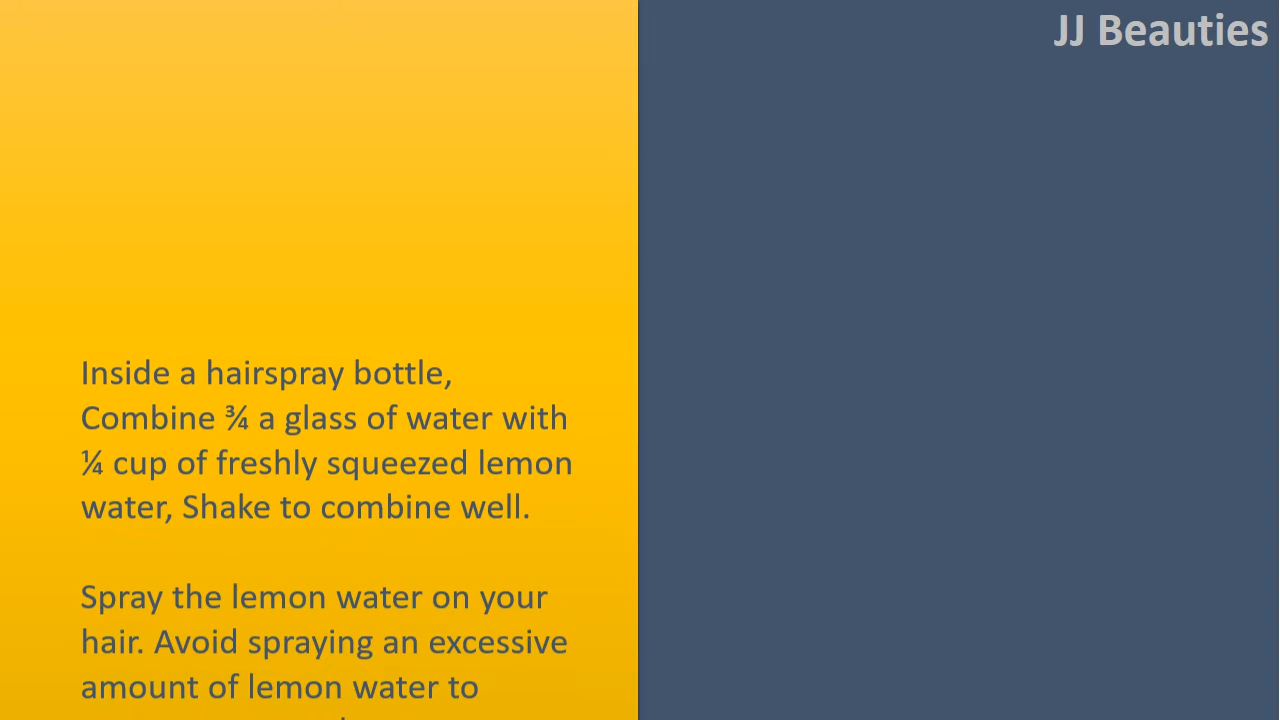 JJ Beauties
Inside a hairspray bottle,
Combine ¾ a glass of water with
¼ cup of freshly squeezed lemon
water, Shake to combine well.
Spray the lemon water on your
hair. Avoid spraying an excessive
amount of lemon water to